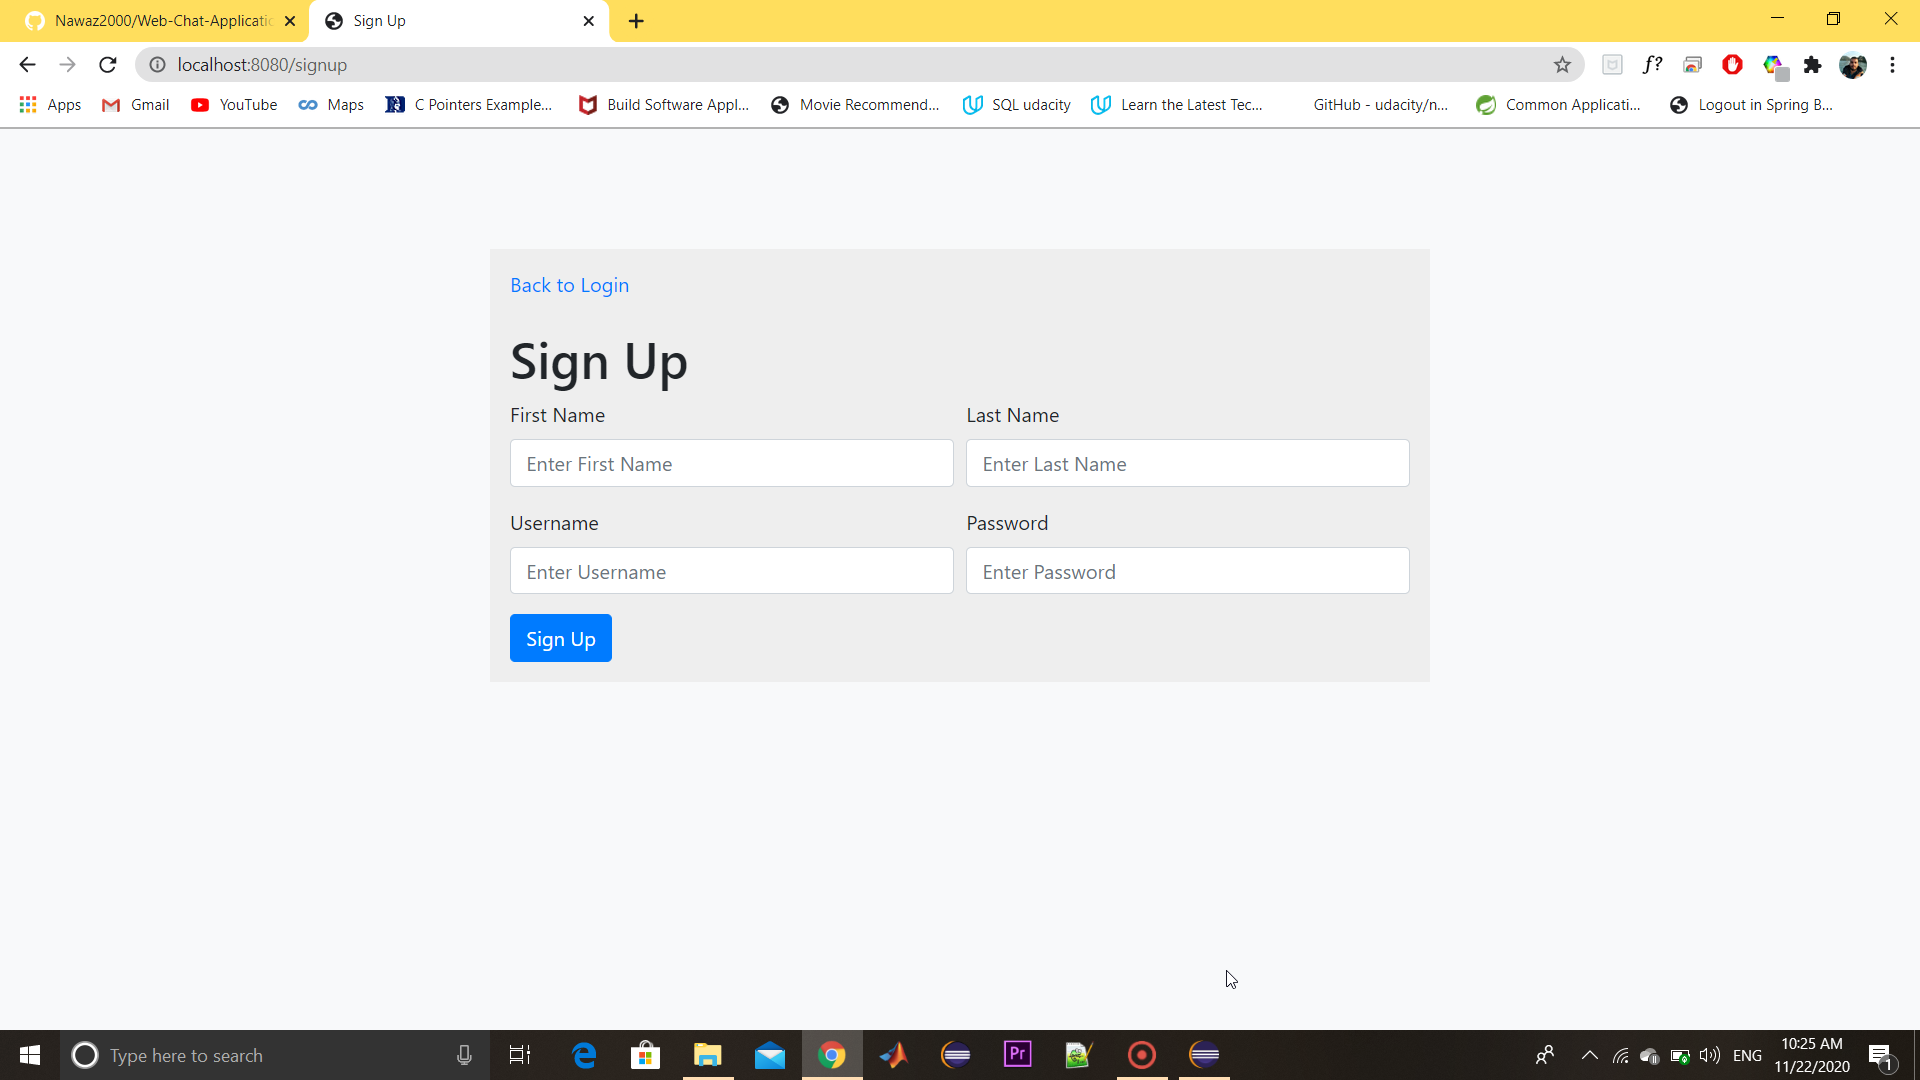 Nawaz2000/Web-Chat-Applicatic
Sign Up
localhost:8080/signup
f?
Apps
Gmail
YouTube
Maps
C Pointers Example...
Build Software Appl...
Movie Recommend...
SQL udacity
Learn the Latest Tec...
GitHub - udacity/n...
Common Applicati...
Logout in Spring B...
Back to Login
Sign Up
First Name
Last Name
Enter First Name
Enter Last Name
Username
Password
Enter Username
Enter Password
Sign Up
Type here to search
Pr
ENG
10:25 AM
11/22/2020
1